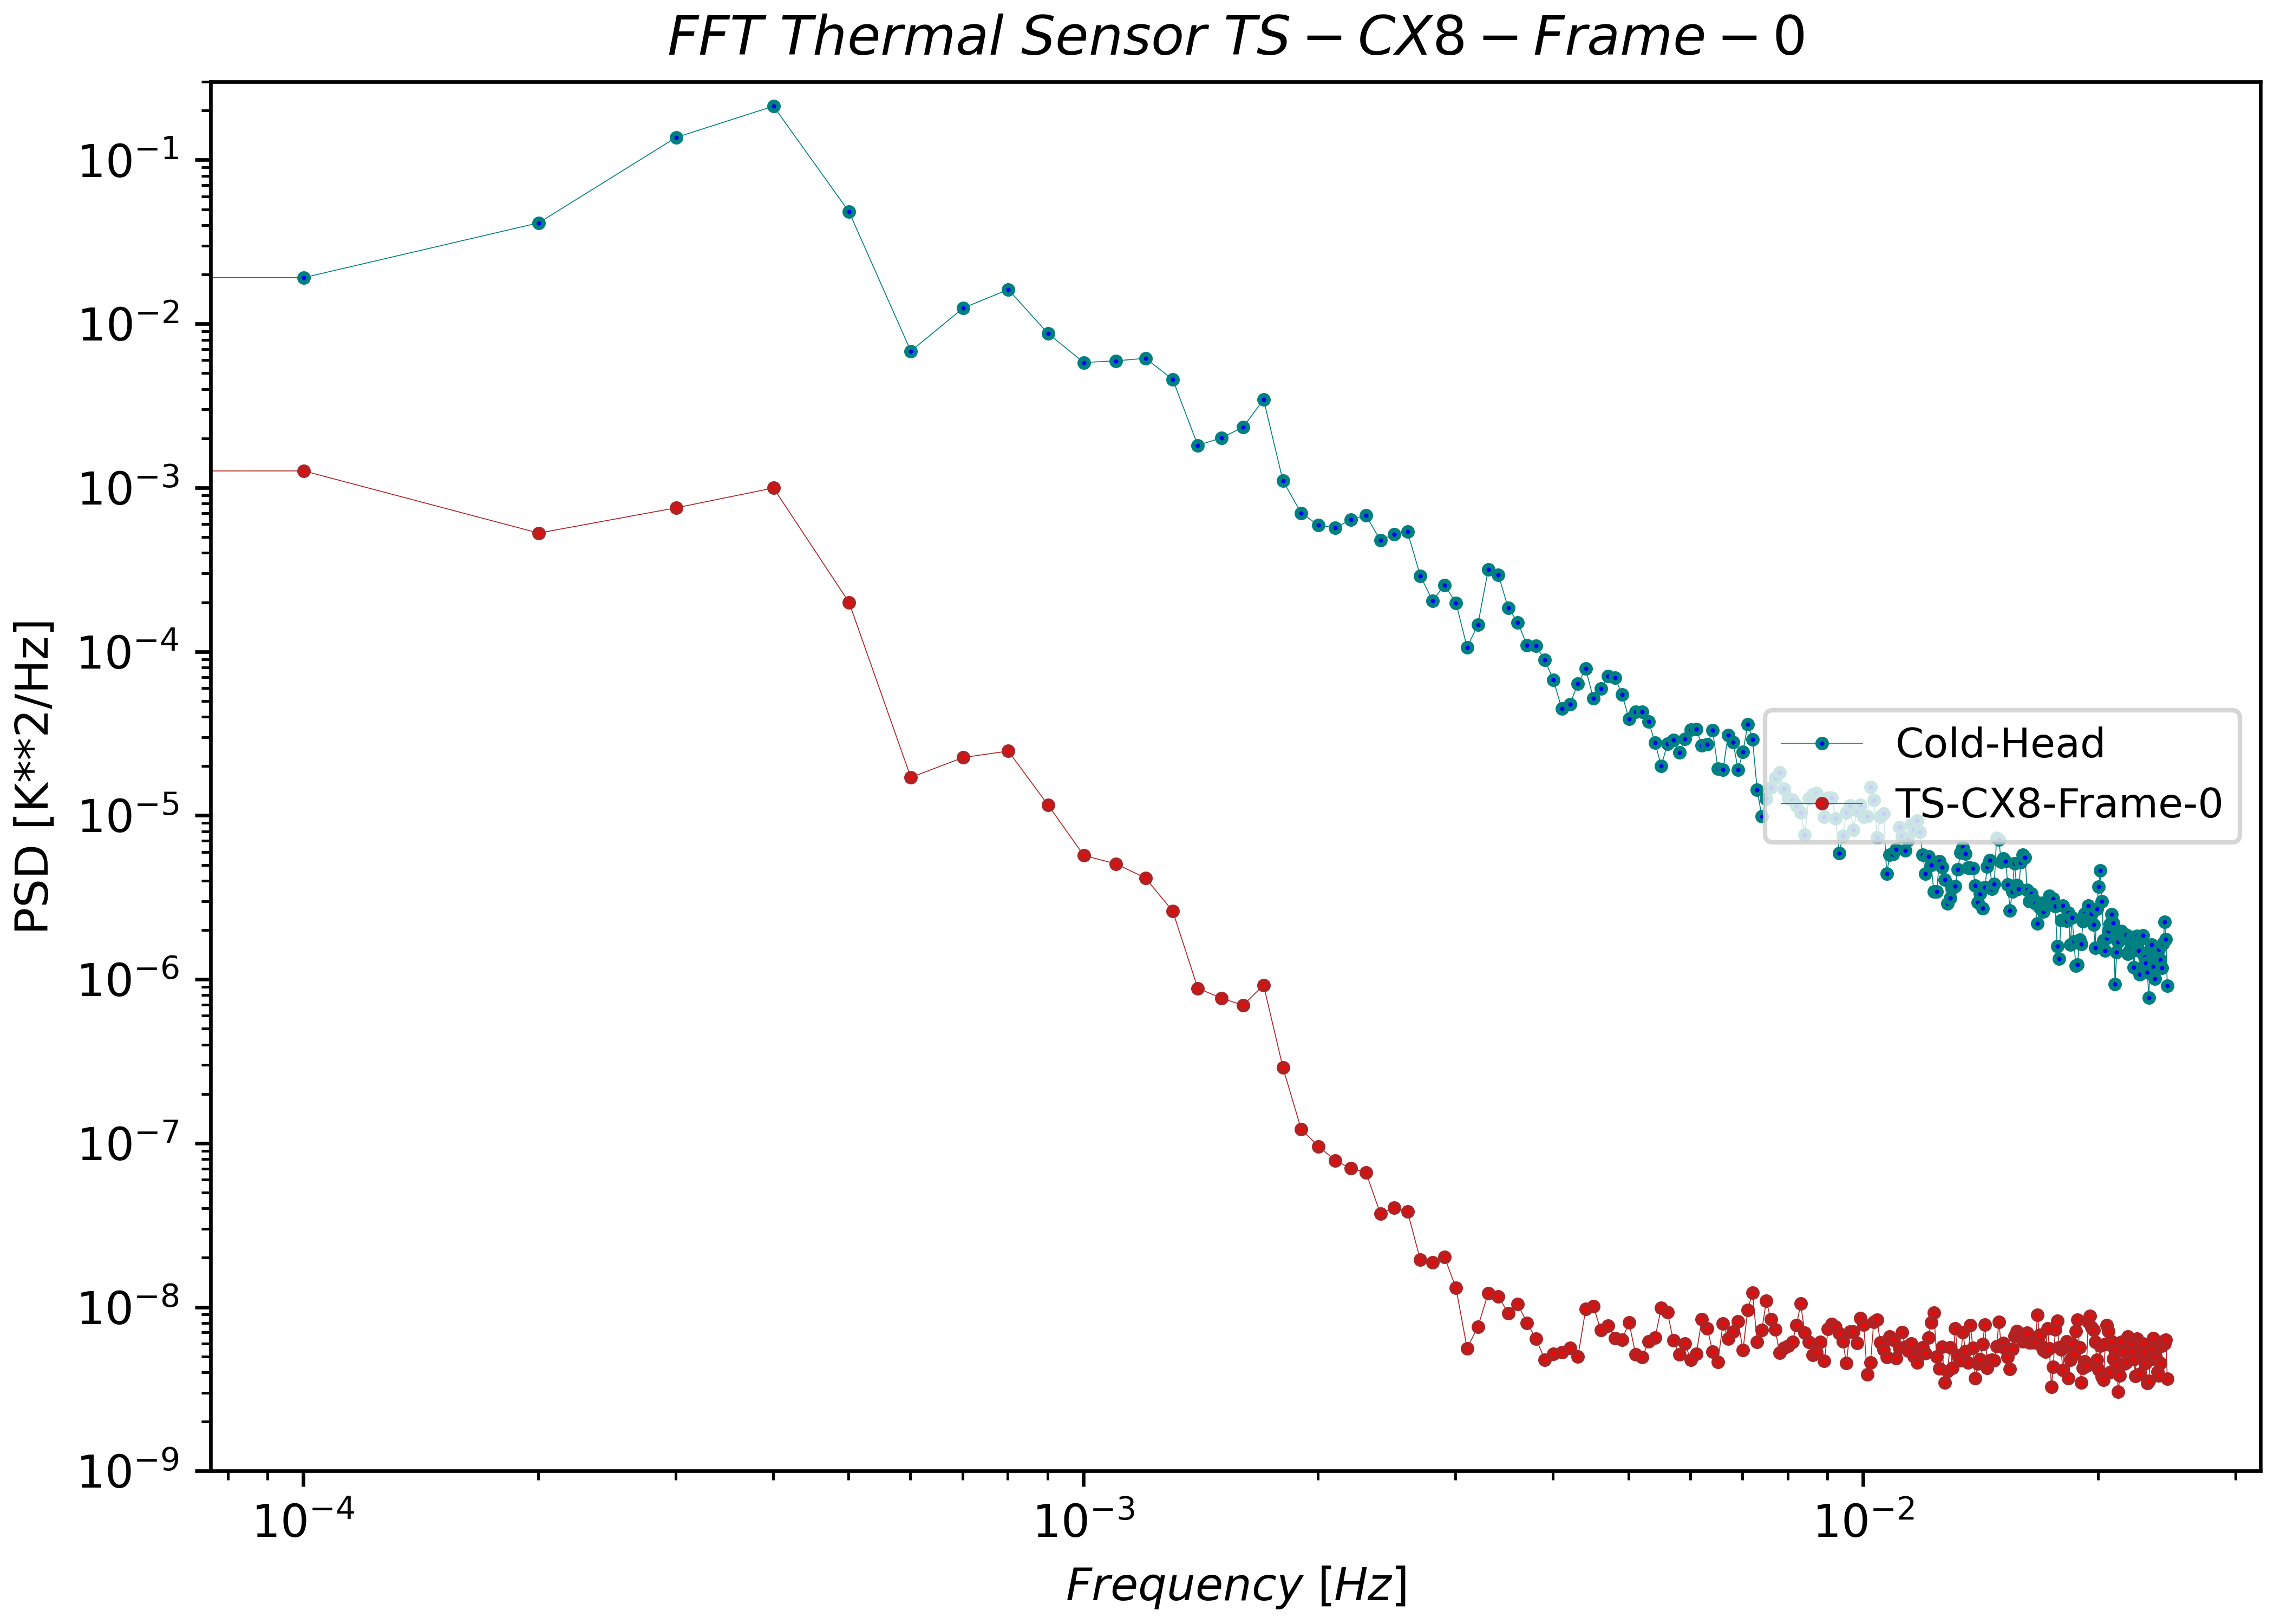 FFT Thermal Sensor TS − CX8 − Frame − 0
PSD [K**2/Hz]
10⁻¹
10⁻²
10⁻³
10⁻⁴
10⁻⁵
10⁻⁶
10⁻⁷
10⁻⁸
10⁻⁹
Cold-Head
TS-CX8-Frame-0
10⁻⁴
10⁻³
10⁻²
Frequency [Hz]